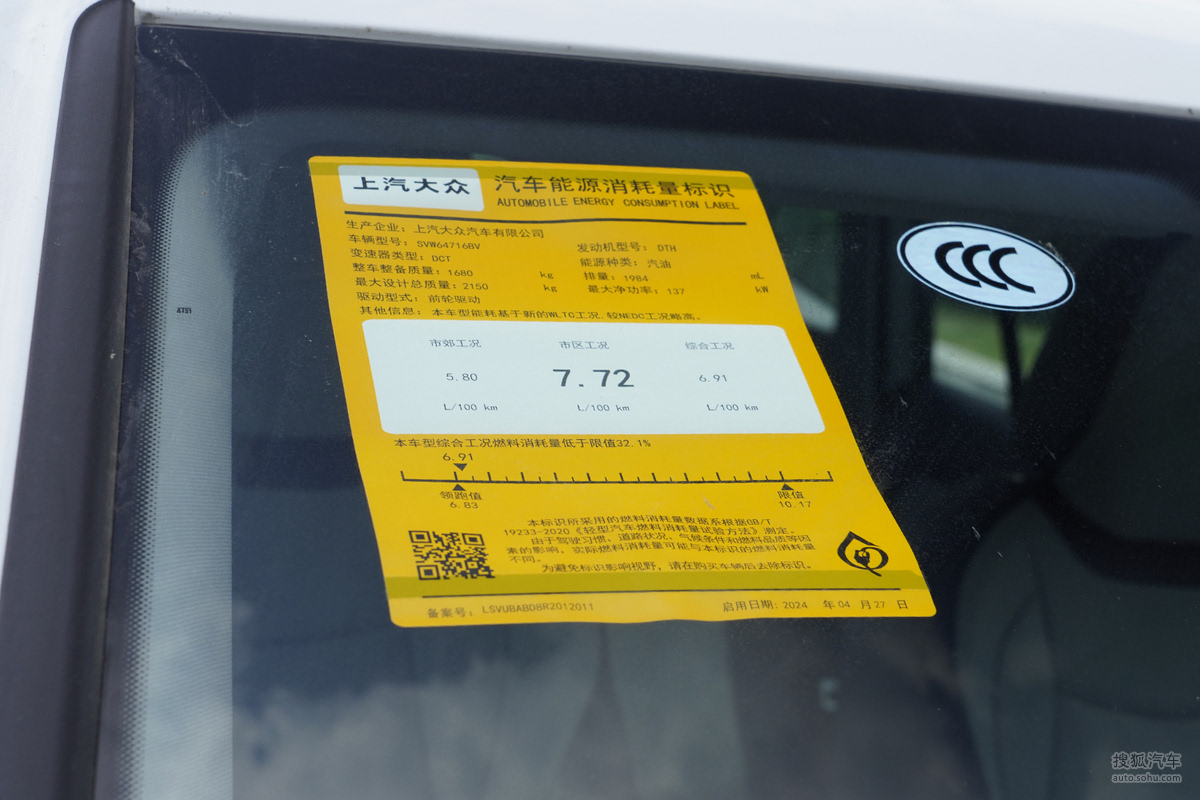 上汽大众 汽车能源消耗量标识
AUTOMOBILE ENERGY CONSUMPTION LABEL
生产企业：上汽大众汽车有限公司
车辆型号：SVW64716BV 发动机型号：DTH
变速器类型：DCT 能源种类：汽油
整车整备质量：1680 kg 排量：1984 mL
最大设计总质量：2150 kg 最大净功率：137 kW
驱动型式：前轮驱动
其他信息：本车型能耗基于新的WLTC工况,较NEDC工况略高。
市郊工况 市区工况 综合工况
5.80 7.72 6.91
L/100 km L/100 km L/100 km
本车型综合工况燃料消耗量低于限值32.1%
6.91
领跑值 限值
6.83 10.17
本标识所采用的燃料消耗量数据系根据GB/T
19233-2020《轻型汽车燃料消耗量试验方法》测定。
由于驾驶习惯、道路状况、气候条件和燃料品质等因
素的影响，实际燃料消耗量可能与本标识的燃料消耗量
不同。
为避免标识影响视野，请在购买车辆后去除标识。
备案号：LSVUBABD8R2012011 启用日期：2024 年 04 月 27 日
CCC
搜狐汽车
auto.sohu.com